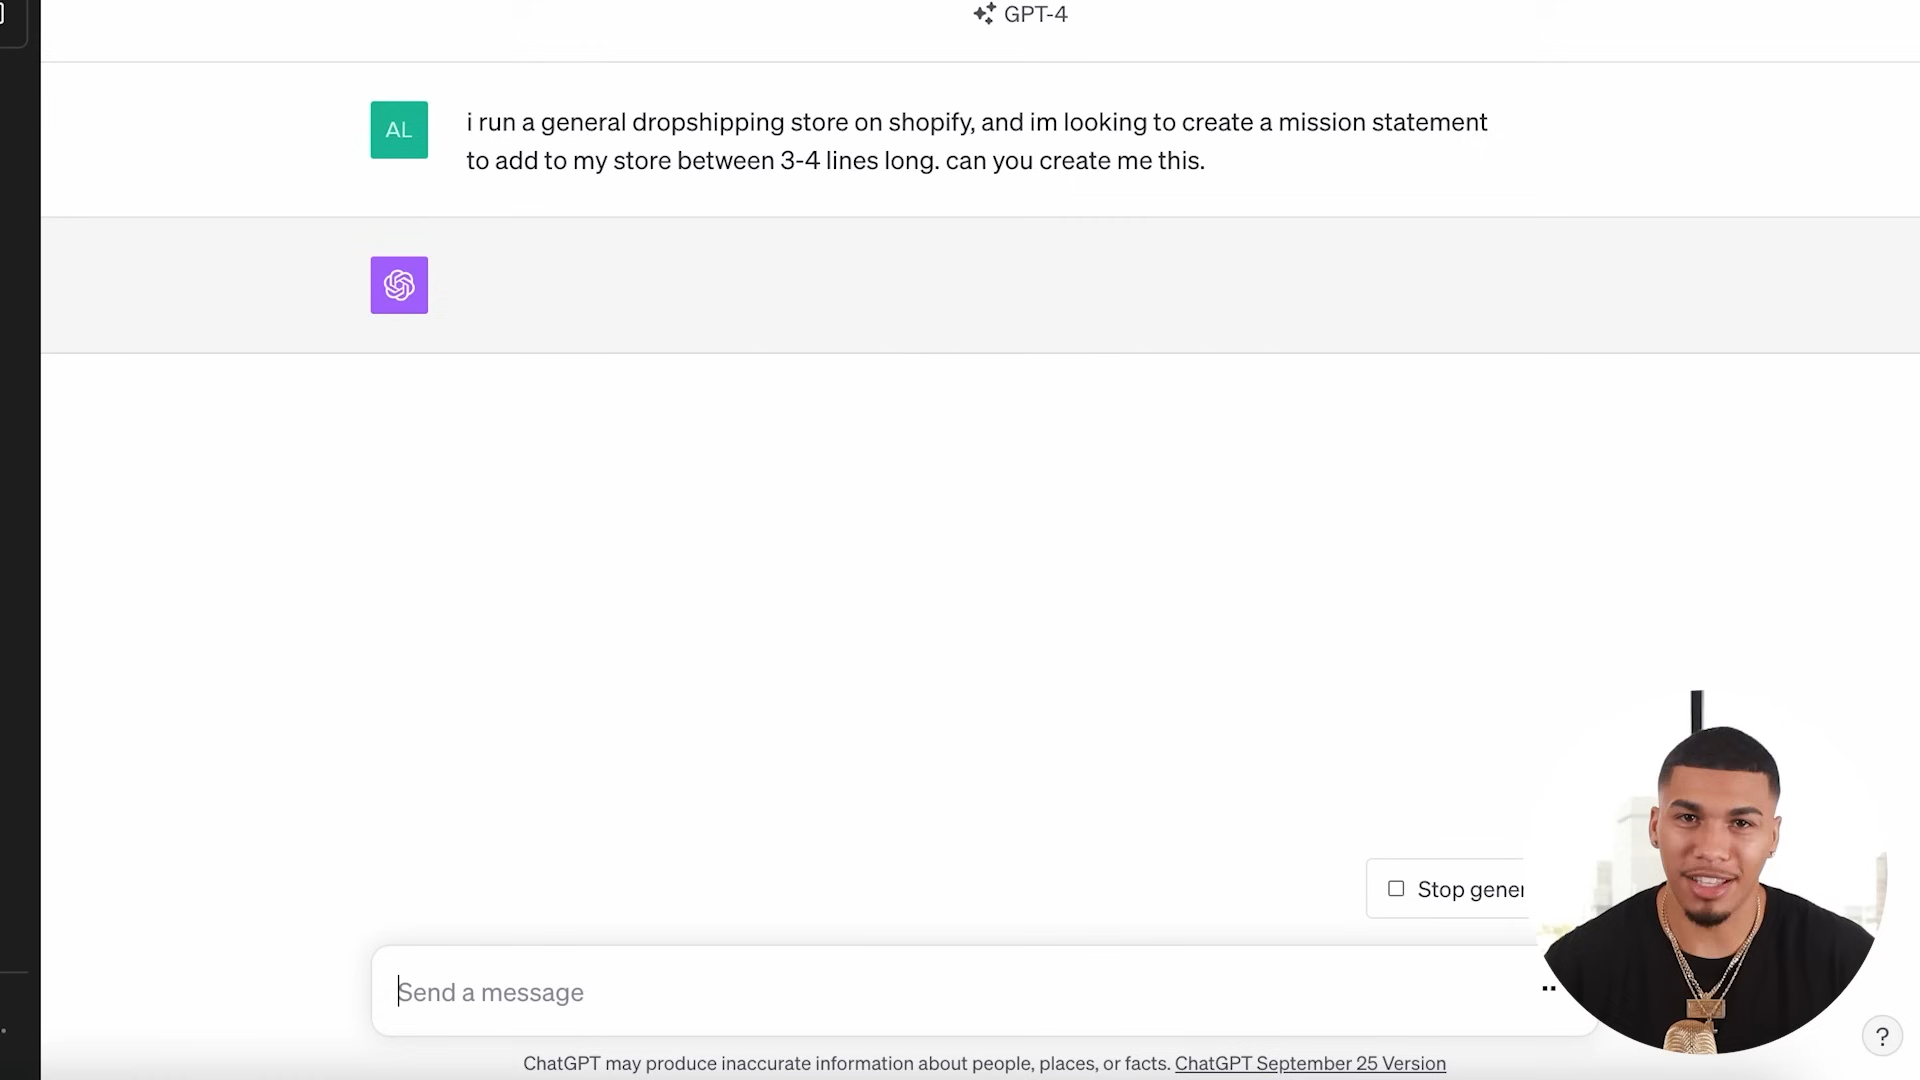 GPT-4
AL
i run a general dropshipping store on shopify, and im looking to create a mission statement
to add to my store between 3-4 lines long. can you create me this.
Stop gener
Send a message
?
ChatGPT may produce inaccurate information about people, places, or facts. ChatGPT September 25 Version